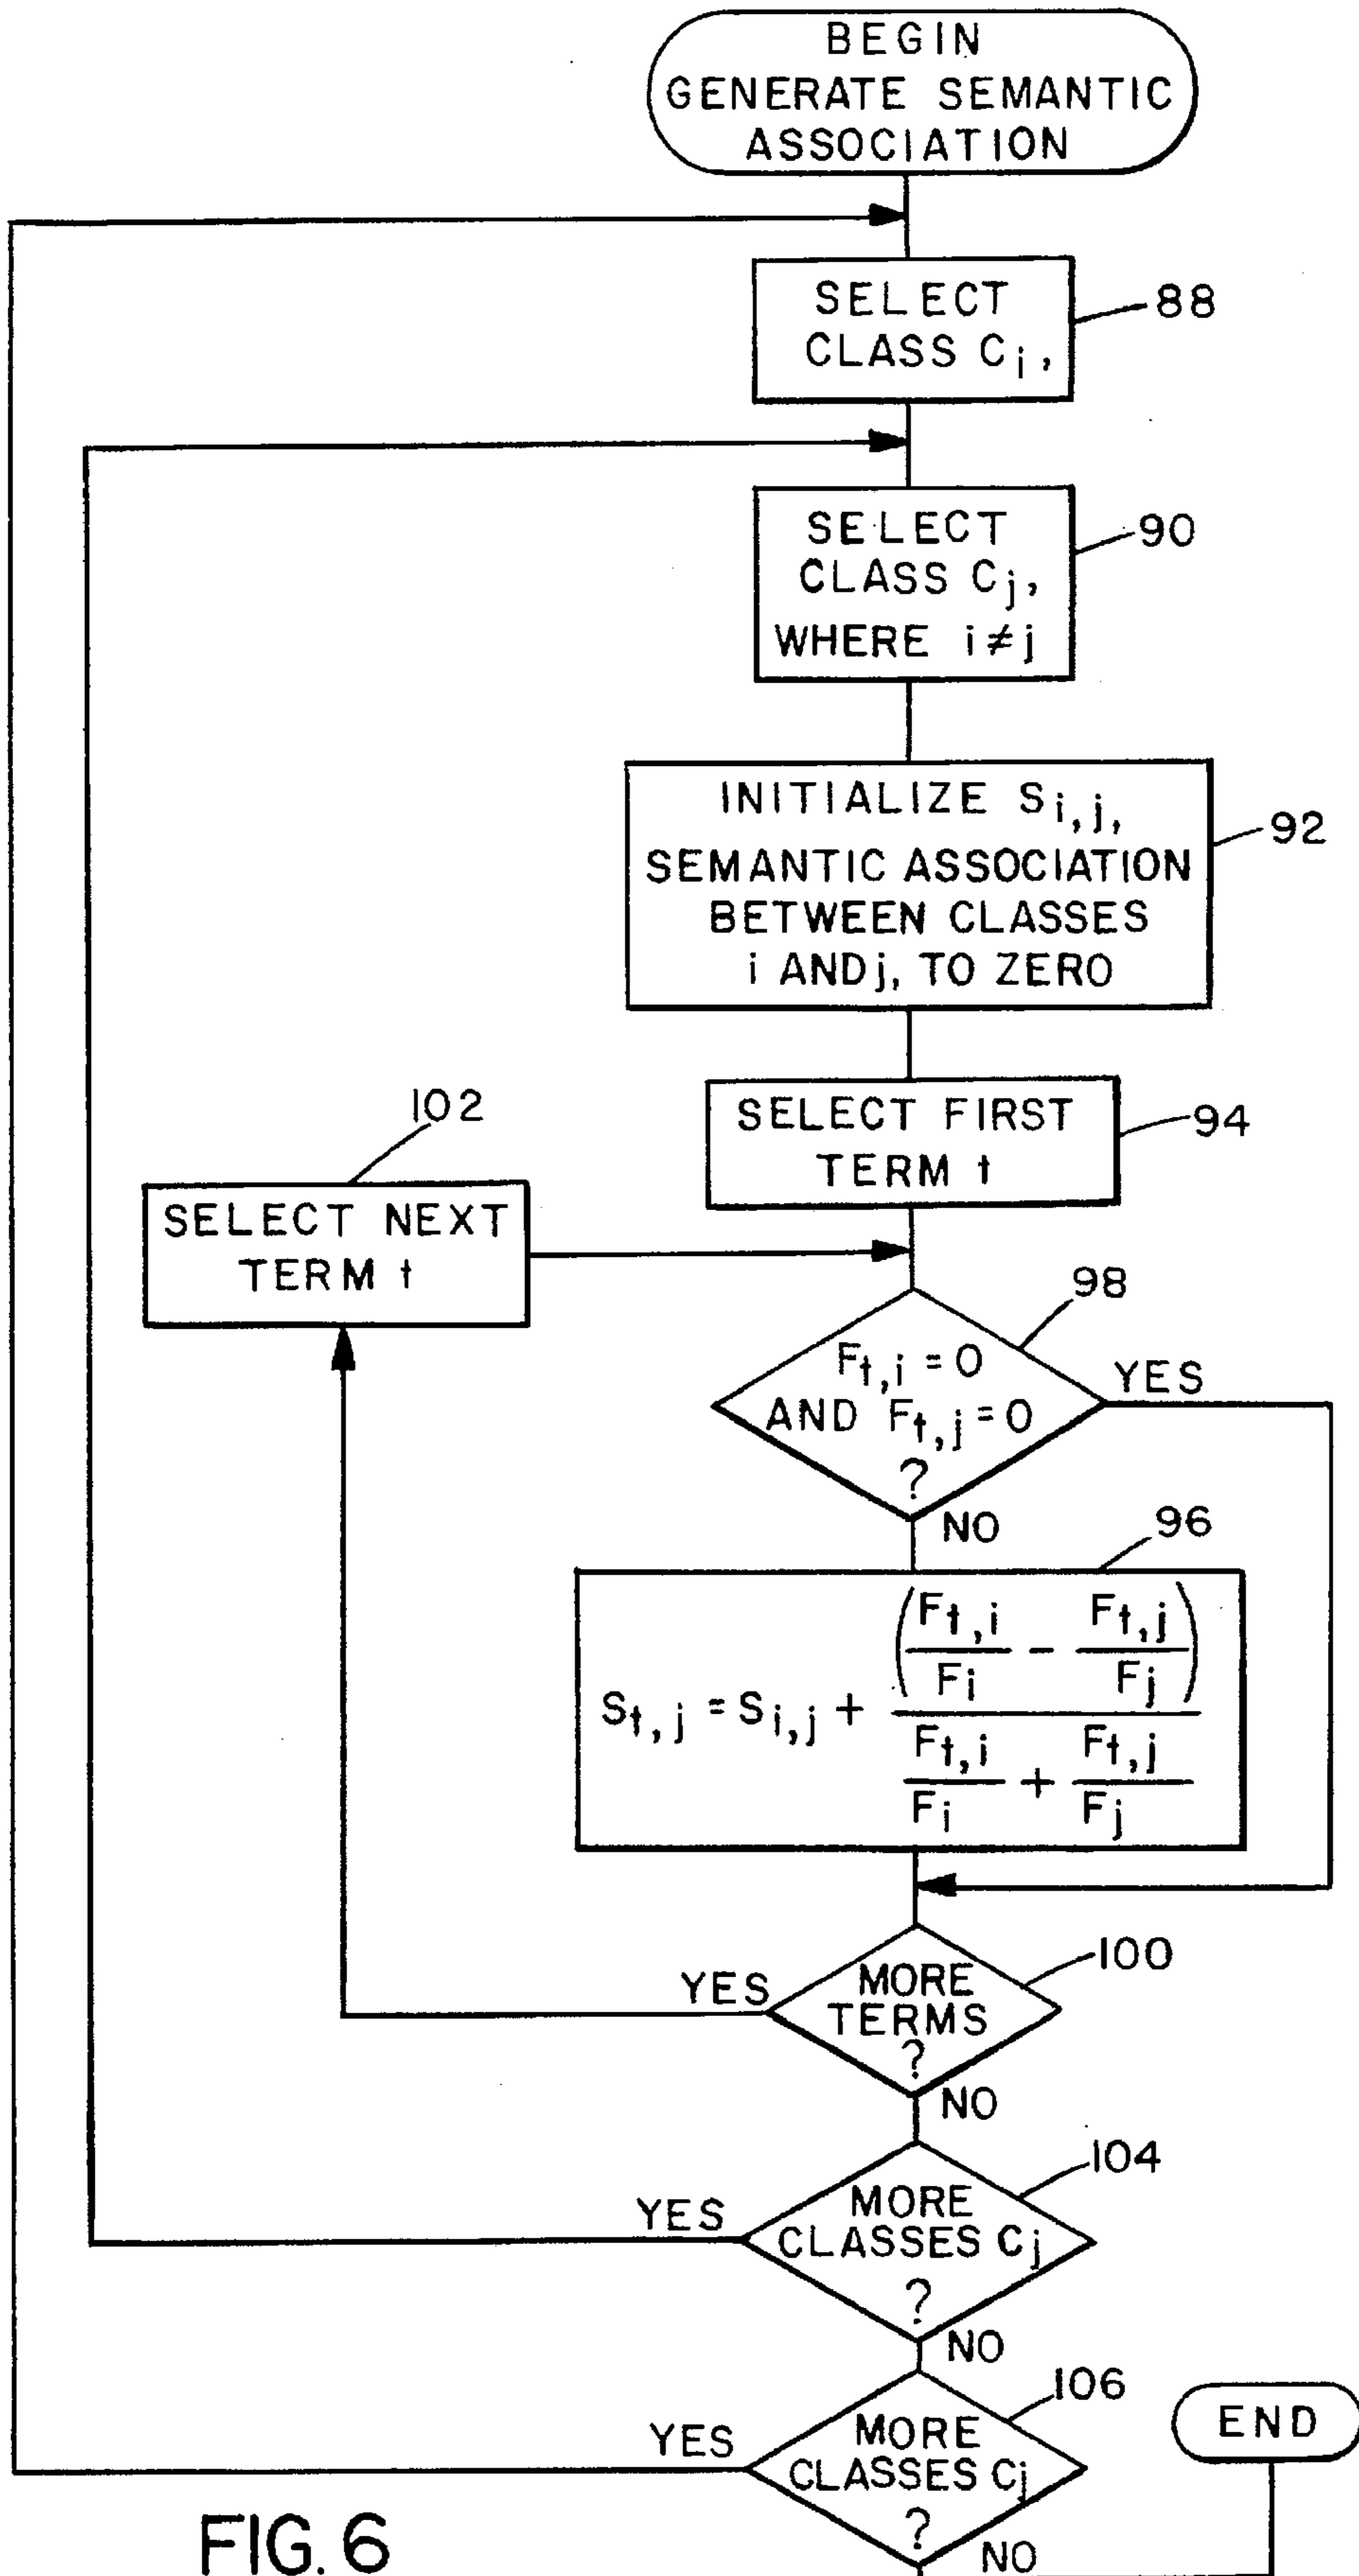 BEGIN
GENERATE SEMANTIC
ASSOCIATION
SELECT
CLASS Ci,
88
SELECT
CLASS Cj,
WHERE i≠j
90
INITIALIZE Si,j,
SEMANTIC ASSOCIATION
BETWEEN CLASSES
i AND j, TO ZERO
92
SELECT FIRST
TERM t
94
102
SELECT NEXT
TERM t
98
Ft,i = 0
AND Ft,j = 0
?
YES
NO
96
St,j = Si,j + (Ft,i/Fi - Ft,j/Fj) / (Ft,i/Fi + Ft,j/Fj)
100
MORE
TERMS
?
YES
NO
104
MORE
CLASSES Cj
?
YES
NO
106
MORE
CLASSES Cj
?
YES
NO
END
FIG. 6